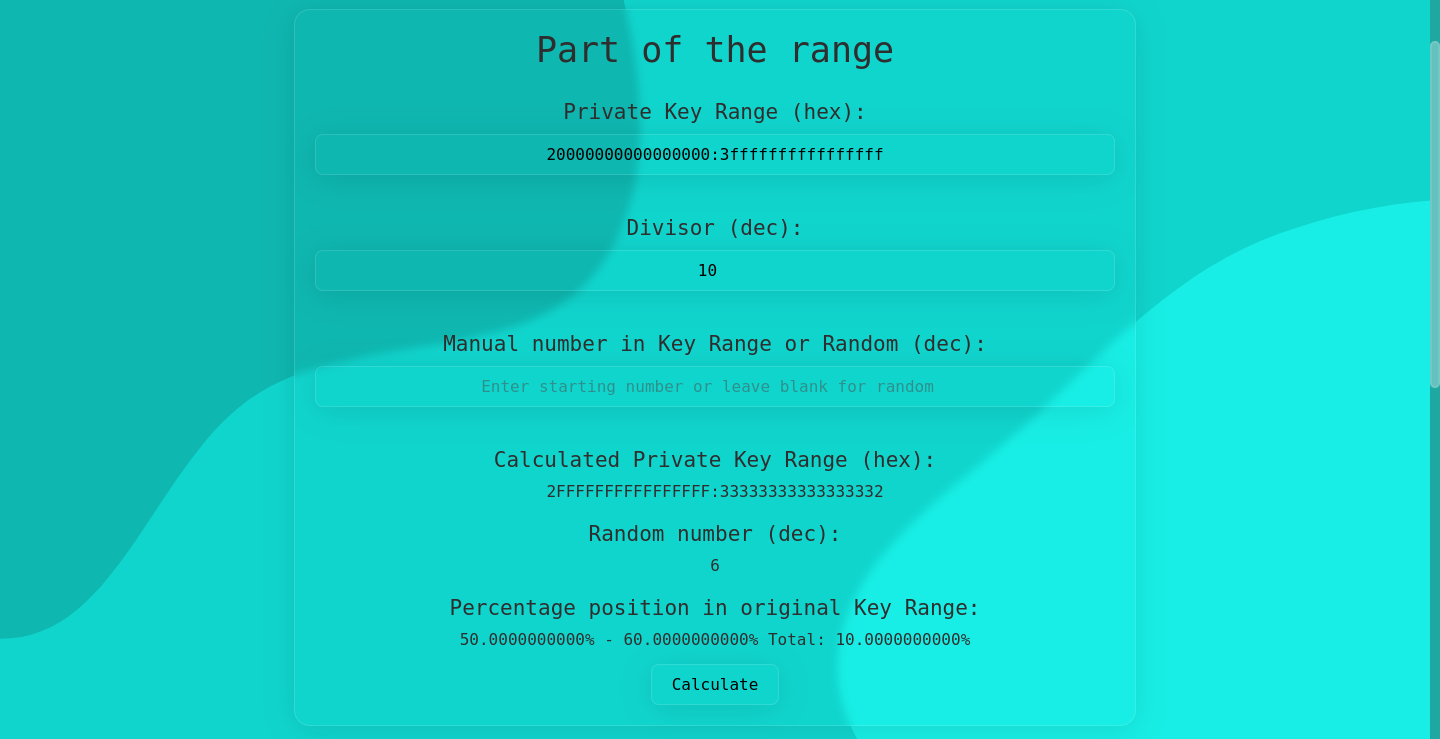 Part of the range
Private Key Range (hex):
20000000000000000:3ffffffffffffffff
Divisor (dec):
10
Manual number in Key Range or Random (dec):
Enter starting number or leave blank for random
Calculated Private Key Range (hex):
2FFFFFFFFFFFFFFFF:33333333333333332
Random number (dec):
6
Percentage position in original Key Range:
50.0000000000% - 60.0000000000% Total: 10.0000000000%
Calculate